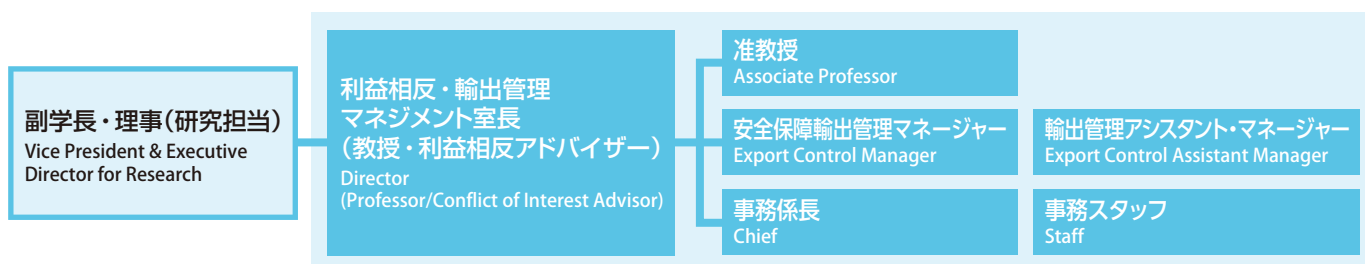 副学長・理事（研究担当）
Vice President & Executive
Director for Research
利益相反・輸出管理
マネジメント室長
（教授・利益相反アドバイザー）
Director
(Professor/Conflict of Interest Advisor)
准教授
Associate Professor
安全保障輸出管理マネージャー
Export Control Manager
輸出管理アシスタント・マネージャー
Export Control Assistant Manager
事務係長
Chief
事務スタッフ
Staff